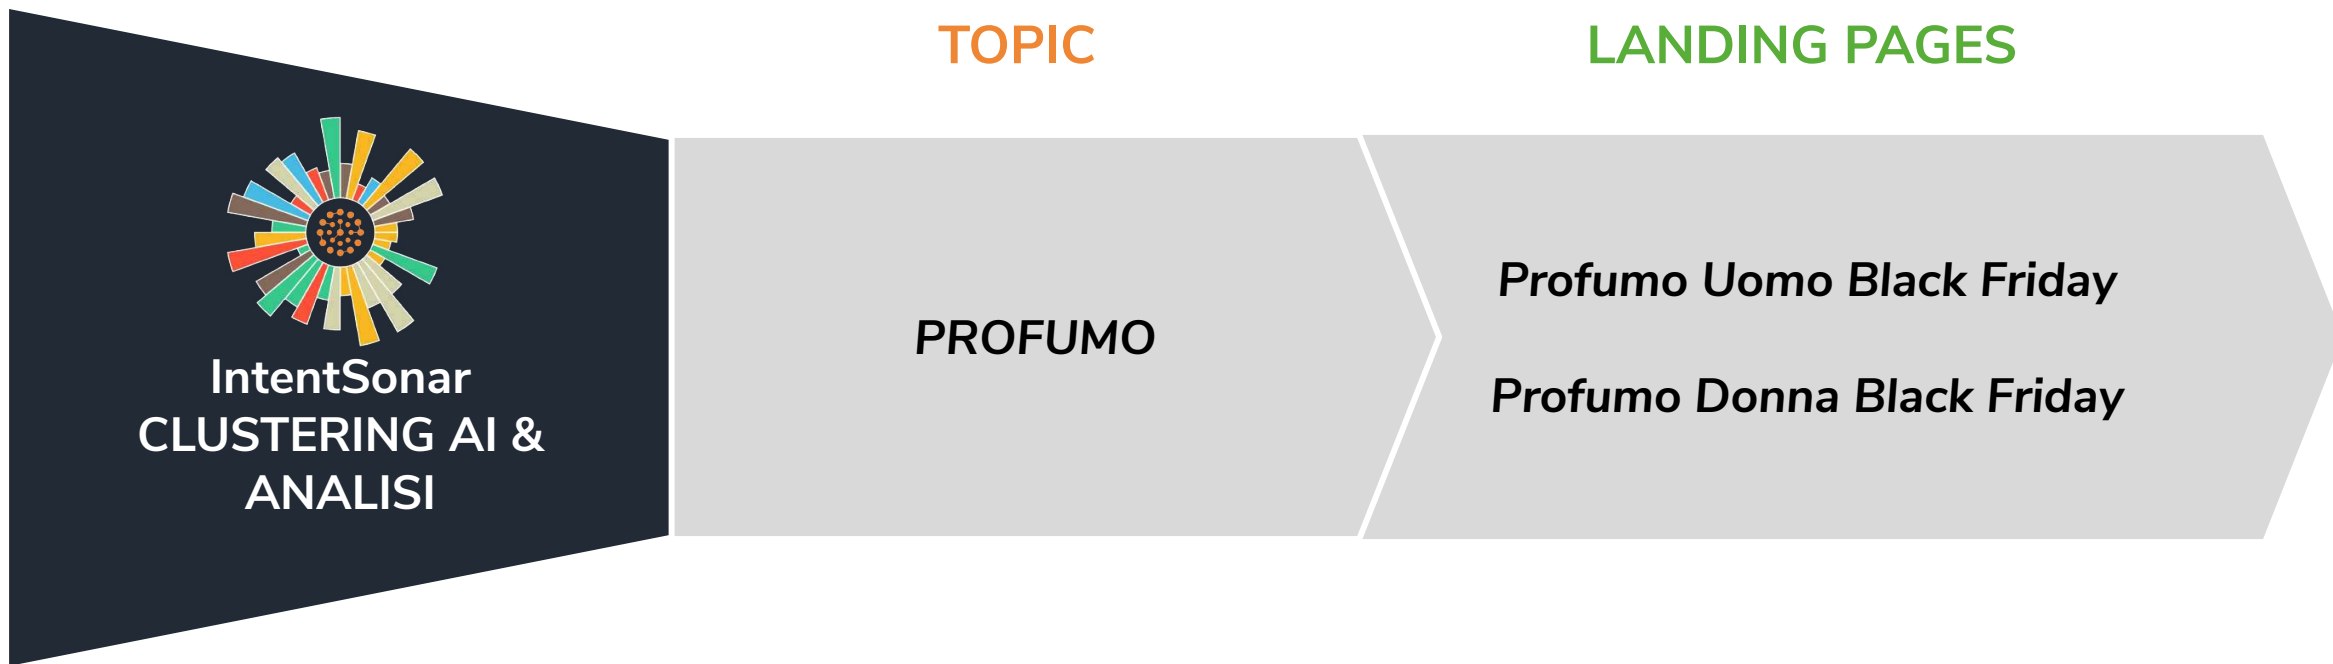 TOPIC
LANDING PAGES
IntentSonar
CLUSTERING AI &
ANALISI
PROFUMO
Profumo Uomo Black Friday
Profumo Donna Black Friday